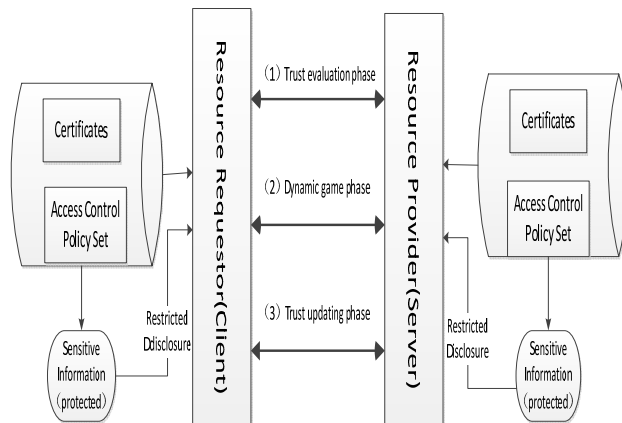 Certificates
Access Control
Policy Set
Sensitive
Information
(protected)
Restricted
Ddisclosure
Resource Requestor(Client)
(1) Trust evaluation phase
(2) Dynamic game phase
(3) Trust updating phase
Resource Provider(Server)
Certificates
Access Control
Policy Set
Restricted
Disclosure
Sensitive
Information
(protected)